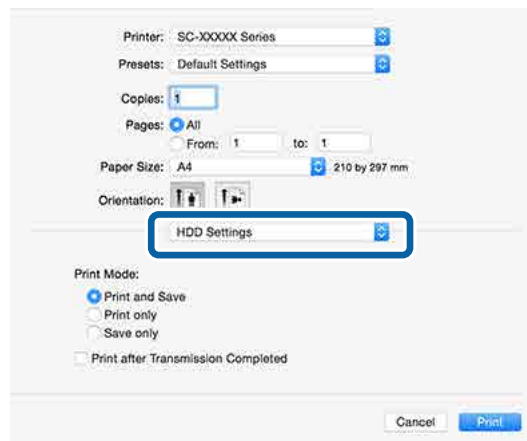 Printer: SC-XXXXX Series
Presets: Default Settings
Copies: 1
Pages: All
From: 1 to: 1
Paper Size: A4 210 by 297 mm
Orientation:
HDD Settings
Print Mode:
Print and Save
Print only
Save only
Print after Transmission Completed
Cancel Print